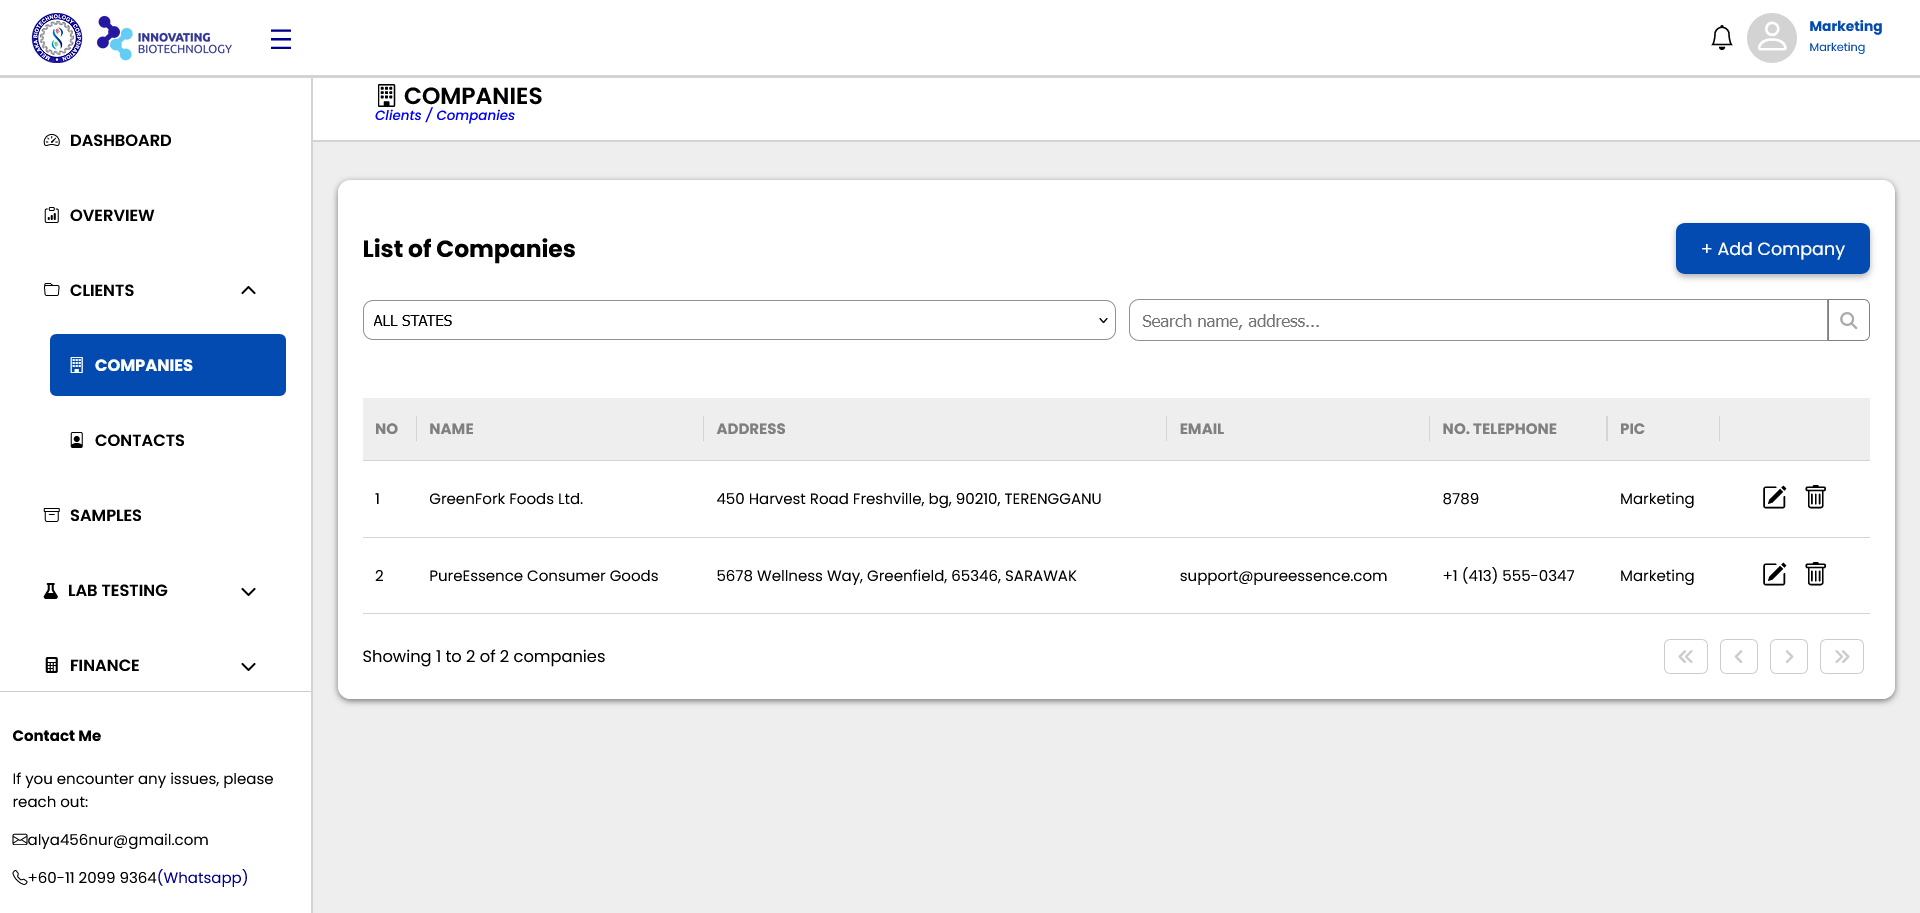 INNOVATING
BIOTECHNOLOGY
Marketing
Marketing
COMPANIES
Clients / Companies
DASHBOARD
OVERVIEW
CLIENTS
COMPANIES
CONTACTS
SAMPLES
LAB TESTING
FINANCE
Contact Me
If you encounter any issues, please
reach out:
alya456nur@gmail.com
+60-11 2099 9364(Whatsapp)
List of Companies
+ Add Company
ALL STATES
Search name, address...
NO NAME ADDRESS EMAIL NO. TELEPHONE PIC
1 GreenFork Foods Ltd. 450 Harvest Road Freshville, bg, 90210, TERENGGANU 8789 Marketing
2 PureEssence Consumer Goods 5678 Wellness Way, Greenfield, 65346, SARAWAK support@pureessence.com +1 (413) 555-0347 Marketing
Showing 1 to 2 of 2 companies